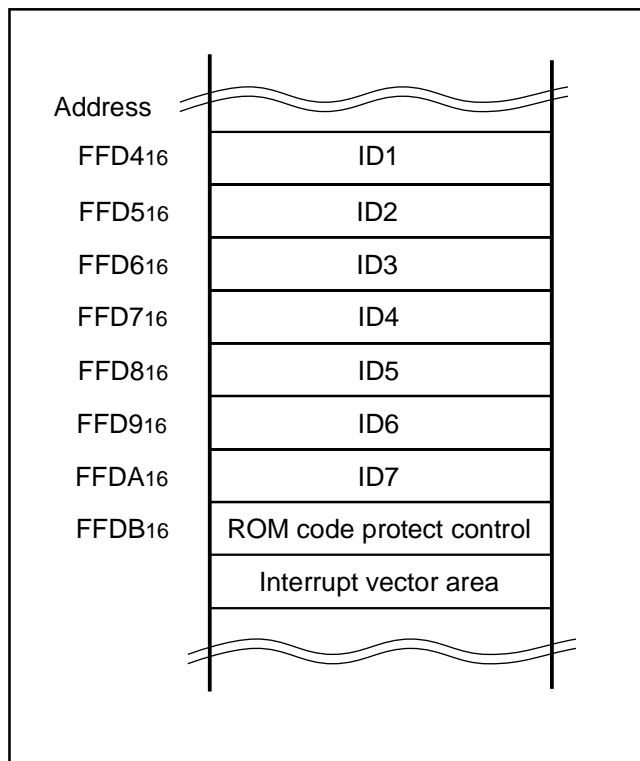 Address
FFD416 ID1
FFD516 ID2
FFD616 ID3
FFD716 ID4
FFD816 ID5
FFD916 ID6
FFDA16 ID7
FFDB16 ROM code protect control
Interrupt vector area